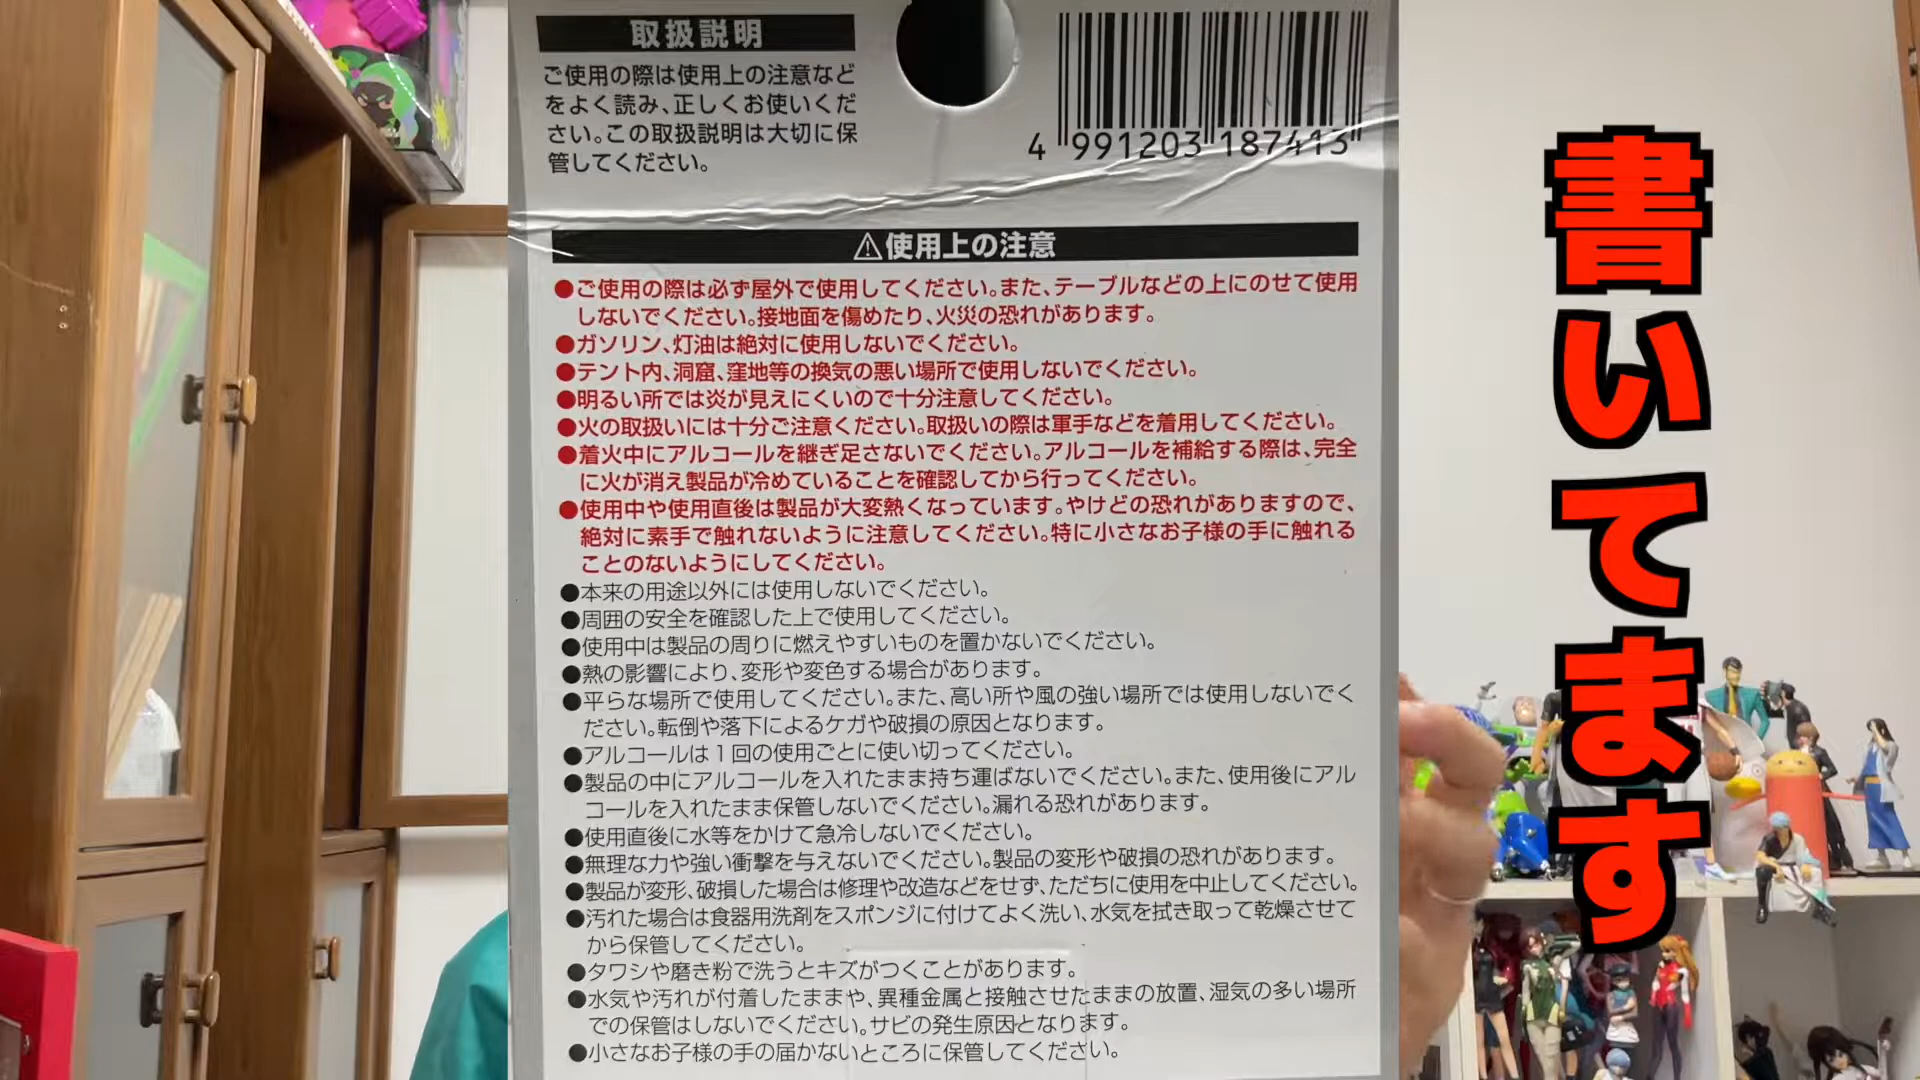 取扱説明
ご使用の際は使用上の注意など
をよく読み、正しくお使いくだ
さい。この取扱説明は大切に保
管してください。
4 991203 187413
⚠使用上の注意
●ご使用の際は必ず屋外で使用してください。また、テーブルなどの上にのせて使用
しないでください。接地面を傷めたり、火災の恐れがあります。
●ガソリン、灯油は絶対に使用しないでください。
●テント内、洞窟、窪地等の換気の悪い場所で使用しないでください。
●明るい所では炎が見えにくいので十分注意してください。
●火の取扱いには十分ご注意ください。取扱いの際は軍手などを着用してください。
●着火中にアルコールを継ぎ足さないでください。アルコールを補給する際は、完全
に火が消え製品が冷めていることを確認してから行ってください。
●使用中や使用直後は製品が大変熱くなっています。やけどの恐れがありますので、
絶対に素手で触れないように注意してください。特に小さなお子様の手に触れる
ことのないようにしてください。
●本来の用途以外には使用しないでください。
●周囲の安全を確認した上で使用してください。
●使用中は製品の周りに燃えやすいものを置かないでください。
●熱の影響により、変形や変色する場合があります。
●平らな場所で使用してください。また、高い所や風の強い場所では使用しないでく
ださい。転倒や落下によるケガや破損の原因となります。
●アルコールは1回の使用ごとに使い切ってください。
●製品の中にアルコールを入れたまま持ち運ばないでください。また、使用後にアル
コールを入れたまま保管しないでください。漏れる恐れがあります。
●使用直後に水等をかけて急冷しないでください。
●無理な力や強い衝撃を与えないでください。製品の変形や破損の恐れがあります。
●製品が変形、破損した場合は修理や改造などをせず、ただちに使用を中止してください。
●汚れた場合は食器用洗剤をスポンジに付けてよく洗い、水気を拭き取って乾燥させて
から保管してください。
●タワシや磨き粉で洗うとキズがつくことがあります。
●水気や汚れが付着したままや、異種金属と接触させたままの放置、湿気の多い場所
での保管はしないでください。サビの発生原因となります。
●小さなお子様の手の届かないところに保管してください。
書いてます